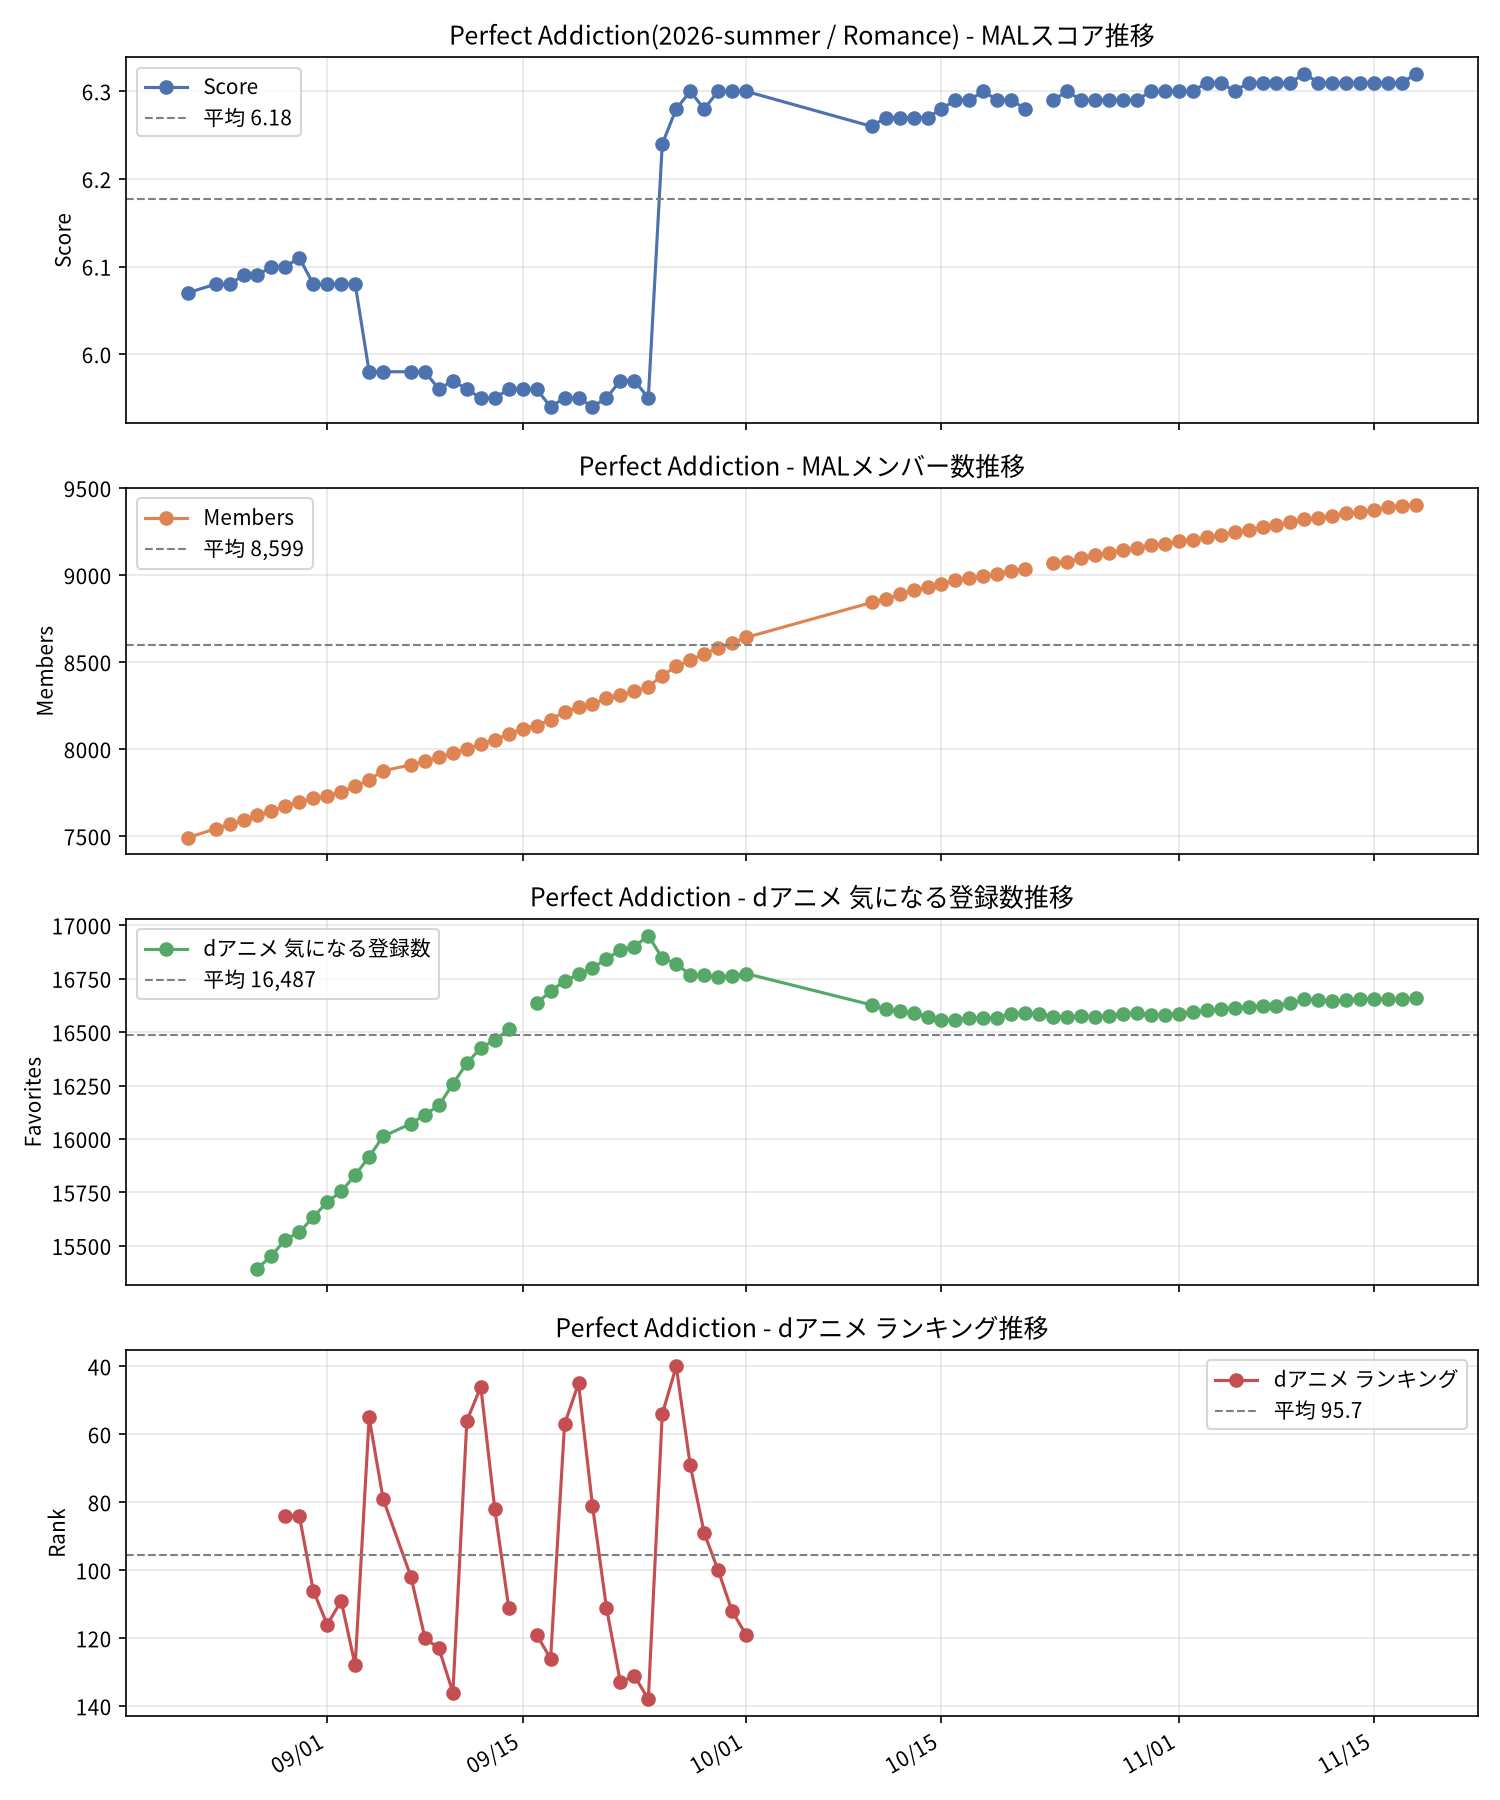 Perfect Addiction(2026-summer / Romance) - MALスコア推移
Score
平均 6.18
6.3
6.2
6.1
6.0
Score
Perfect Addiction - MALメンバー数推移
Members
平均 8,599
9500
9000
8500
8000
7500
Members
Perfect Addiction - dアニメ 気になる登録数推移
dアニメ 気になる登録数
平均 16,487
17000
16750
16500
16250
16000
15750
15500
Favorites
Perfect Addiction - dアニメ ランキング推移
dアニメ ランキング
平均 95.7
40
60
80
100
120
140
Rank
09/01
09/15
10/01
10/15
11/01
11/15